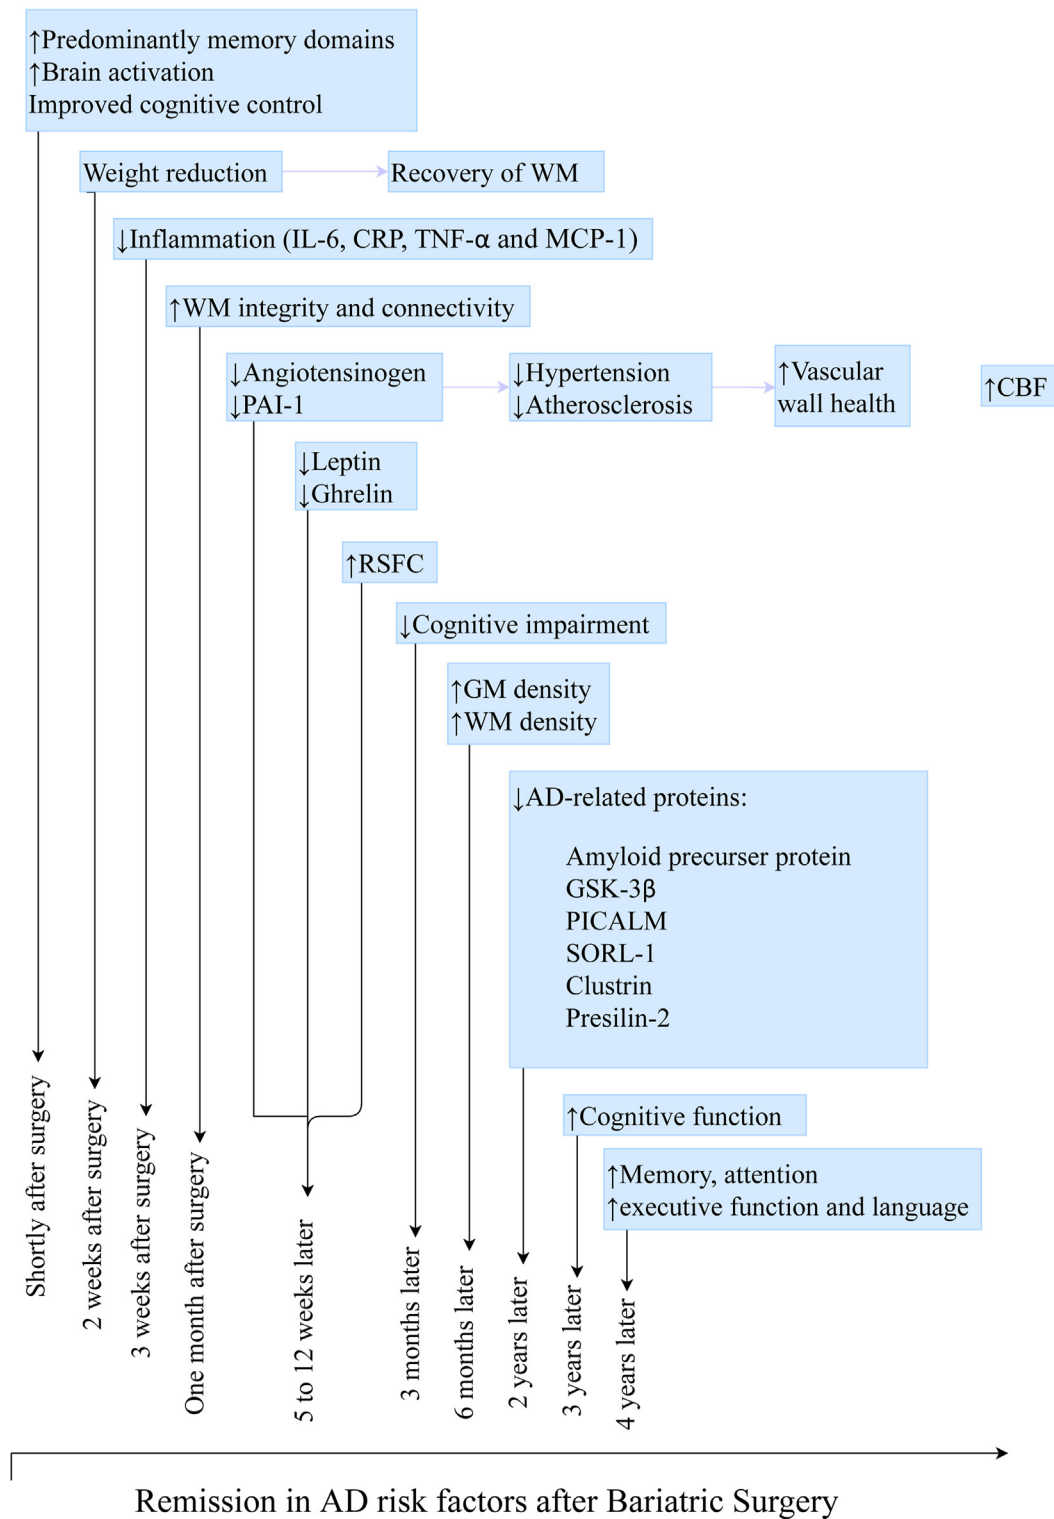 ↑Predominantly memory domains
↑Brain activation
Improved cognitive control
Weight reduction
Recovery of WM
↓Inflammation (IL-6, CRP, TNF-α and MCP-1)
↑WM integrity and connectivity
↓Angiotensinogen
↓PAI-1
↓Hypertension
↓Atherosclerosis
↑Vascular
wall health
↑CBF
↓Leptin
↓Ghrelin
↑RSFC
↓Cognitive impairment
↑GM density
↑WM density
↓AD-related proteins:
Amyloid precurser protein
GSK-3β
PICALM
SORL-1
Clustrin
Presilin-2
↑Cognitive function
↑Memory, attention
↑executive function and language
Shortly after surgery
2 weeks after surgery
3 weeks after surgery
One month after surgery
5 to 12 weeks later
3 months later
6 months later
2 years later
3 years later
4 years later
Remission in AD risk factors after Bariatric Surgery